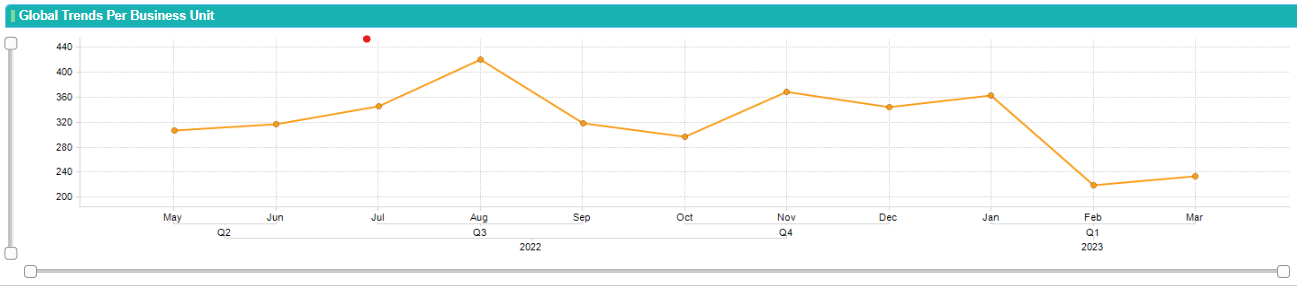 Global Trends Per Business Unit
440
400
360
320
280
240
200
May Jun Jul Aug Sep Oct Nov Dec Jan Feb Mar
Q2 Q3 Q4 Q1
2022 2023